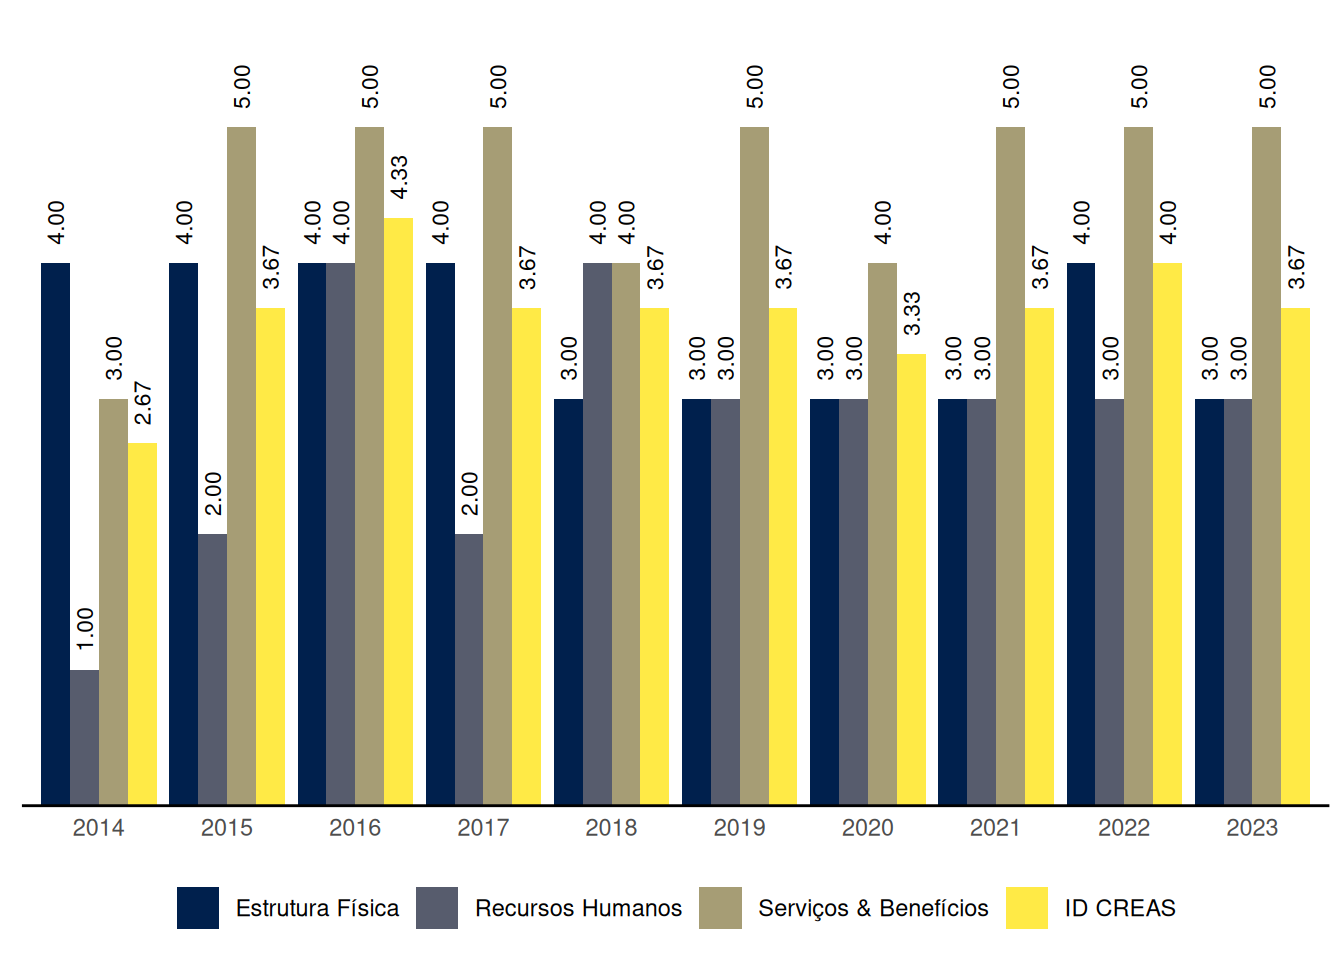 4.00 1.00 3.00 2.67
4.00 2.00 5.00 3.67
4.00 4.00 5.00 4.33
4.00 2.00 5.00 3.67
3.00 4.00 4.00 3.67
3.00 3.00 5.00 3.67
3.00 3.00 4.00 3.33
3.00 3.00 5.00 3.67
4.00 3.00 5.00 4.00
3.00 3.00 5.00 3.67
2014 2015 2016 2017 2018 2019 2020 2021 2022 2023
Estrutura Física Recursos Humanos Serviços & Benefícios ID CREAS